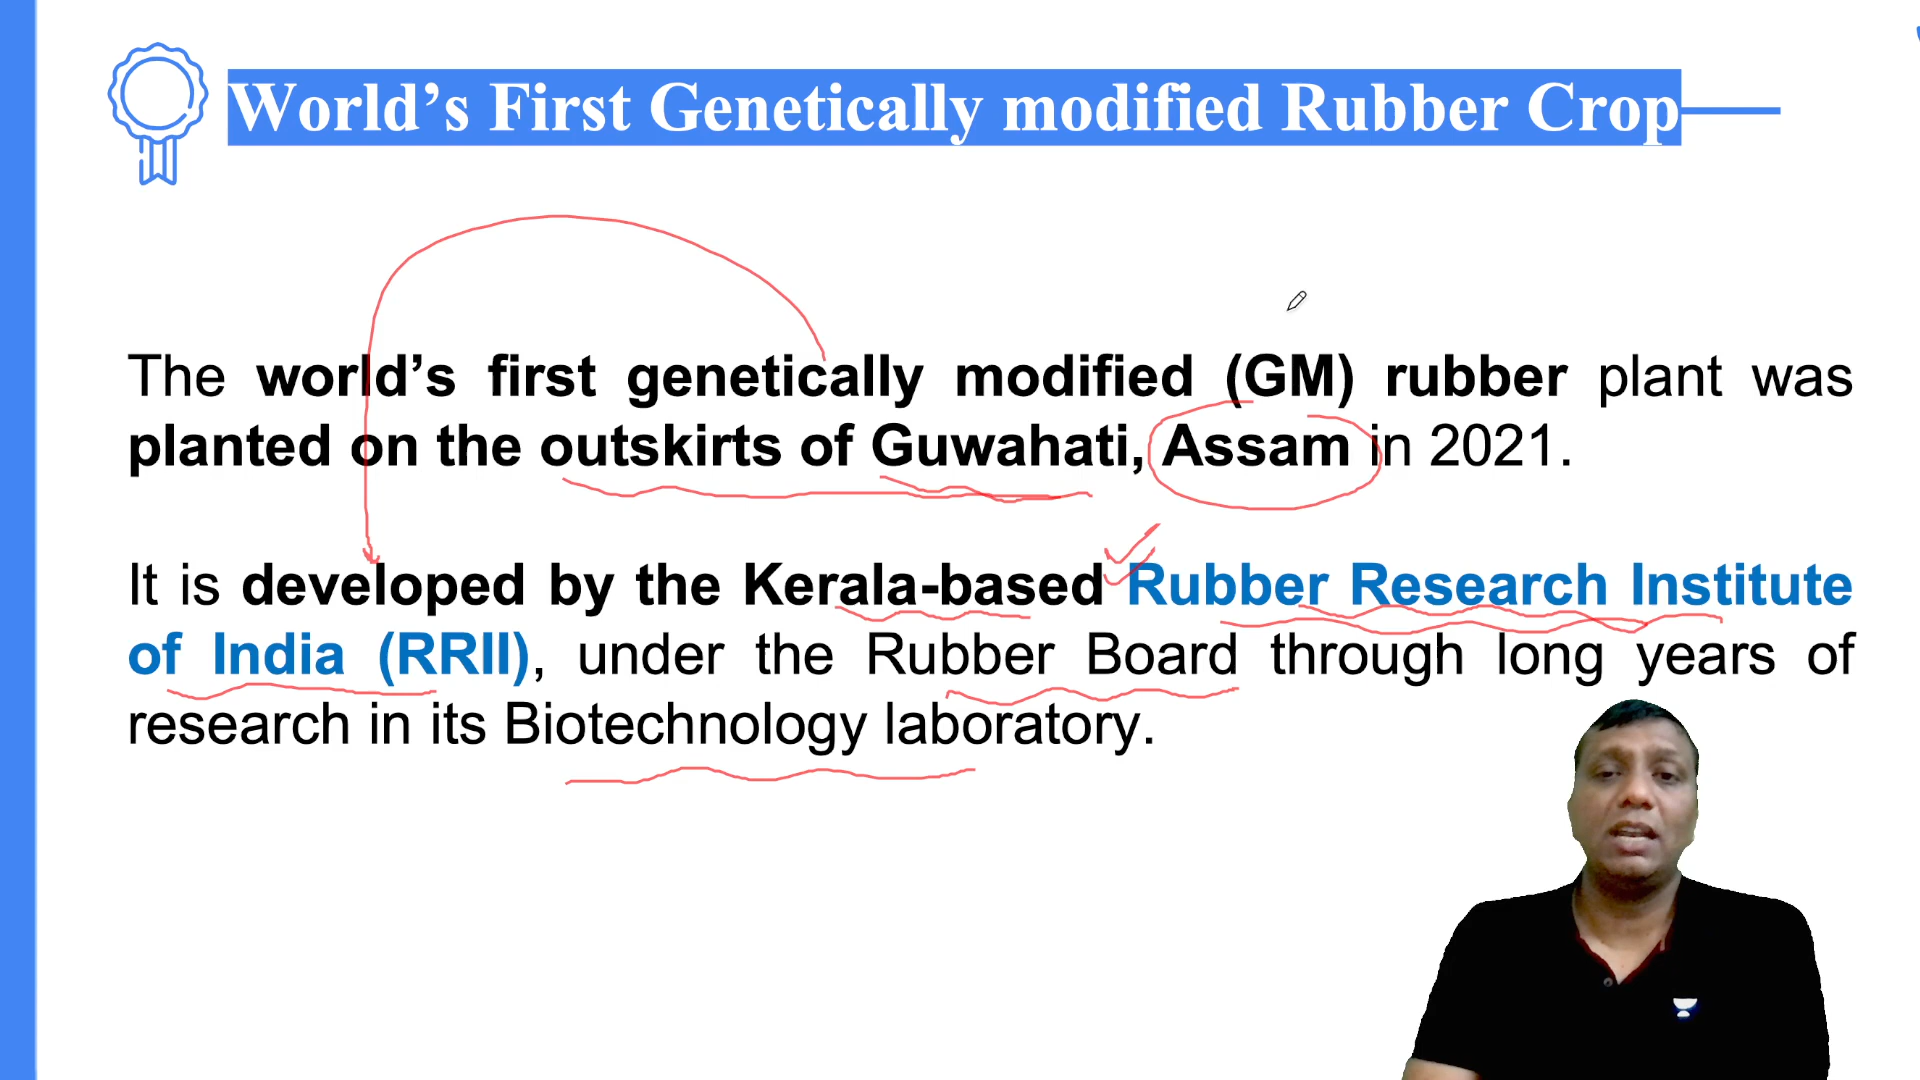 World’s First Genetically modified Rubber Crop
The world’s first genetically modified (GM) rubber plant was
planted on the outskirts of Guwahati, Assam in 2021.
It is developed by the Kerala-based Rubber Research Institute
of India (RRII), under the Rubber Board through long years of
research in its Biotechnology laboratory.